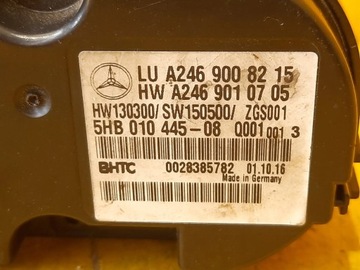 LU A246 900 82 15
HW A246 901 07 05
HW130300/ SW150500/ ZGS001
5HB 010 445-08 Q001 001 3
BHTC 0028385782 01.10.16
Made in Germany